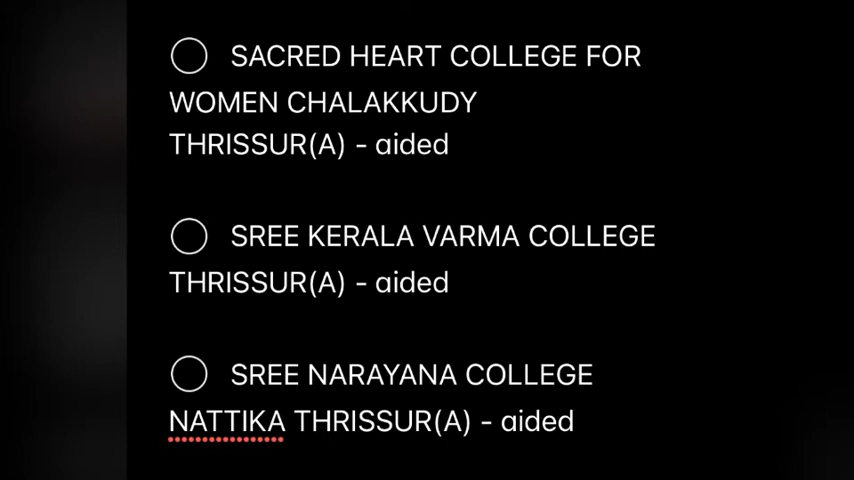 SACRED HEART COLLEGE FOR
WOMEN CHALAKKUDY
THRISSUR(A) - aided
SREE KERALA VARMA COLLEGE
THRISSUR(A) - aided
SREE NARAYANA COLLEGE
NATTIKA THRISSUR(A) - aided